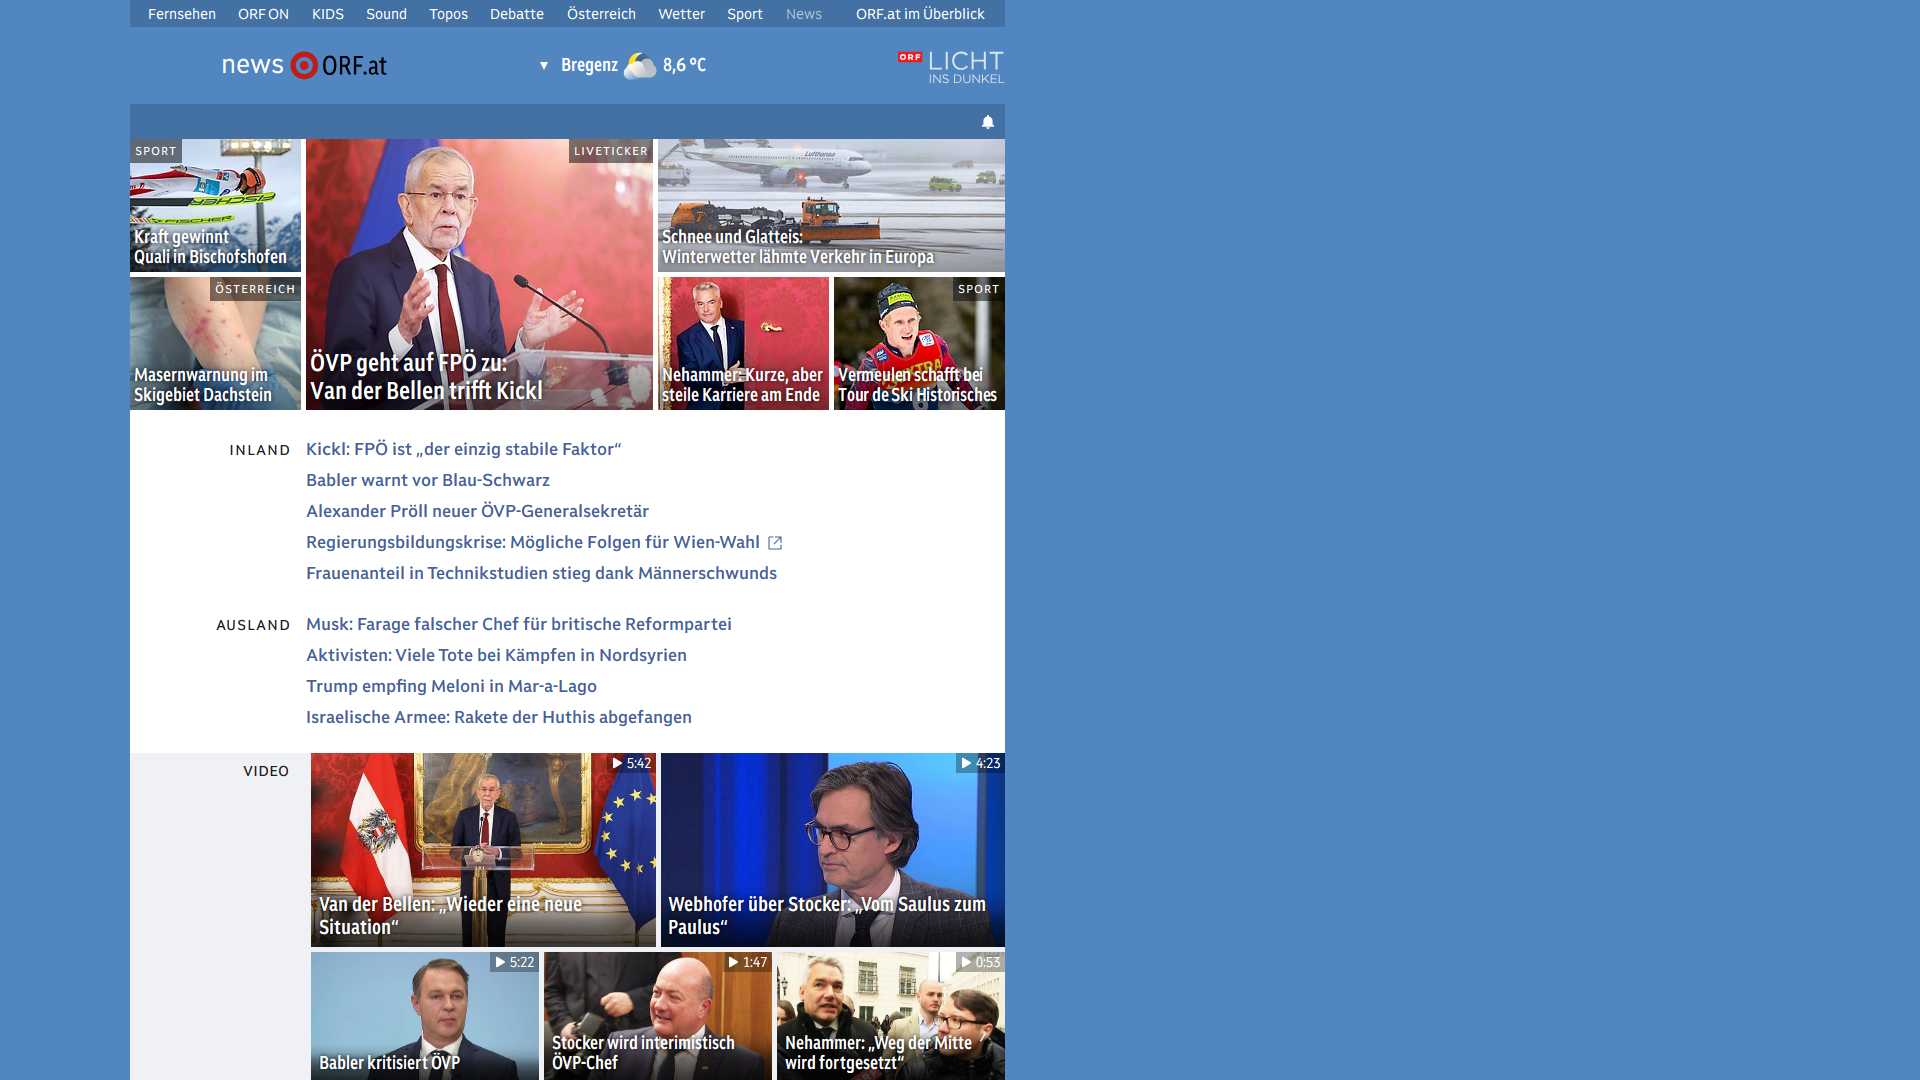 Fernsehen ORF ON KIDS Sound Topos Debatte Österreich Wetter Sport News ORF.at im Überblick
news ORF.at
Bregenz 8,6 °C
ORF LICHT
INS DUNKEL
SPORT
Kraft gewinnt
Quali in Bischofshofen
LIVETICKER
ÖVP geht auf FPÖ zu:
Van der Bellen trifft Kickl
Lufthansa
Schnee und Glatteis:
Winterwetter lähmte Verkehr in Europa
ÖSTERREICH
Masernwarnung im
Skigebiet Dachstein
Nehammer: Kurze, aber
steile Karriere am Ende
SPORT
Vermeulen schafft bei
Tour de Ski Historisches
INLAND
Kickl: FPÖ ist „der einzig stabile Faktor“
Babler warnt vor Blau-Schwarz
Alexander Pröll neuer ÖVP-Generalsekretär
Regierungsbildungskrise: Mögliche Folgen für Wien-Wahl
Frauenanteil in Technikstudien stieg dank Männerschwunds
AUSLAND
Musk: Farage falscher Chef für britische Reformpartei
Aktivisten: Viele Tote bei Kämpfen in Nordsyrien
Trump empfing Meloni in Mar-a-Lago
Israelische Armee: Rakete der Huthis abgefangen
VIDEO
5:42
Van der Bellen: „Wieder eine neue
Situation“
4:23
Webhofer über Stocker: „Vom Saulus zum
Paulus“
5:22
Babler kritisiert ÖVP
1:47
Stocker wird interimistisch
ÖVP-Chef
0:53
Nehammer: „Weg der Mitte
wird fortgesetzt“
FISCHER
FISCHER